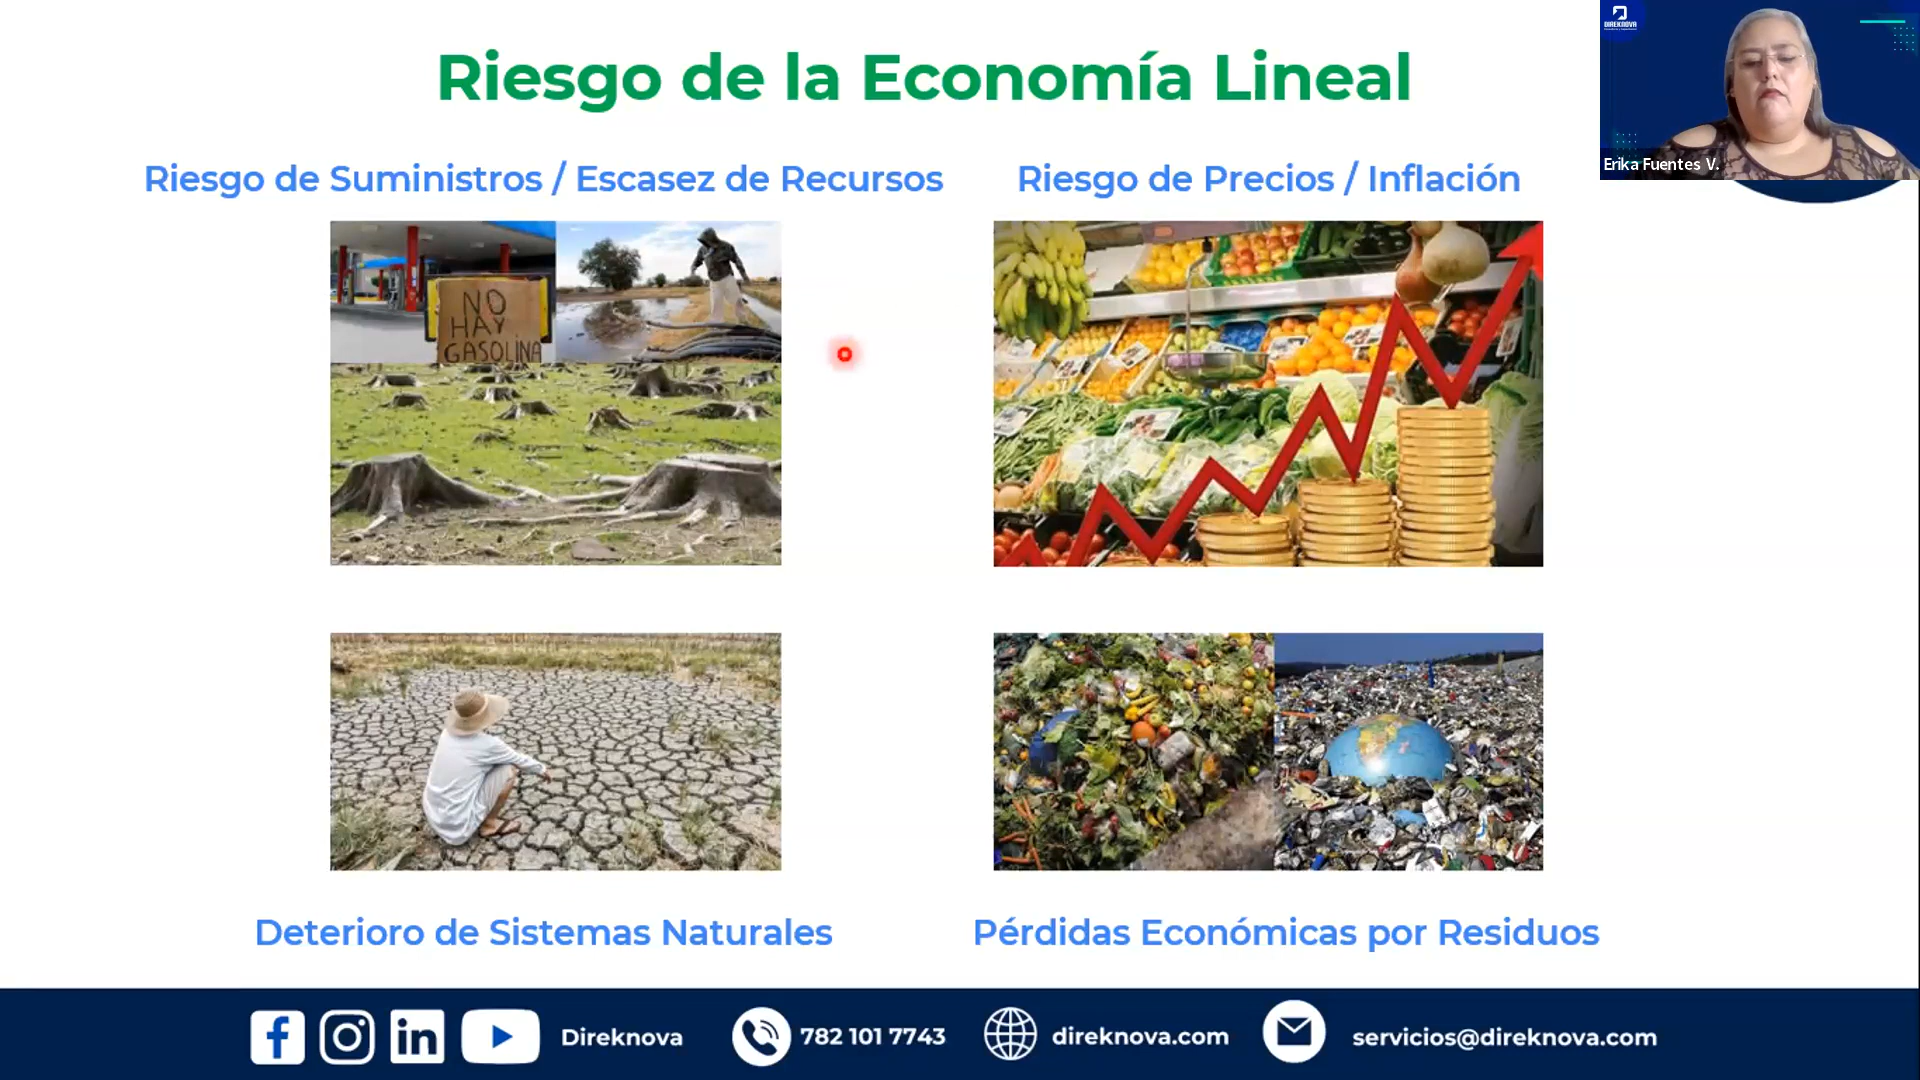 Riesgo de la Economía Lineal
DIREKNOVA
Erika Fuentes V.
Riesgo de Suministros / Escasez de Recursos
Riesgo de Precios / Inflación
NO
HAY
GASOLINA
Deterioro de Sistemas Naturales
Pérdidas Económicas por Residuos
Direknova
782 101 7743
direknova.com
servicios@direknova.com